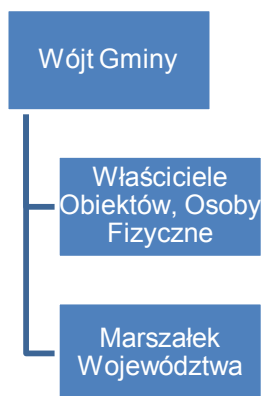 Wójt Gminy
Właściciele
Obiektów, Osoby
Fizyczne
Marszałek
Województwa